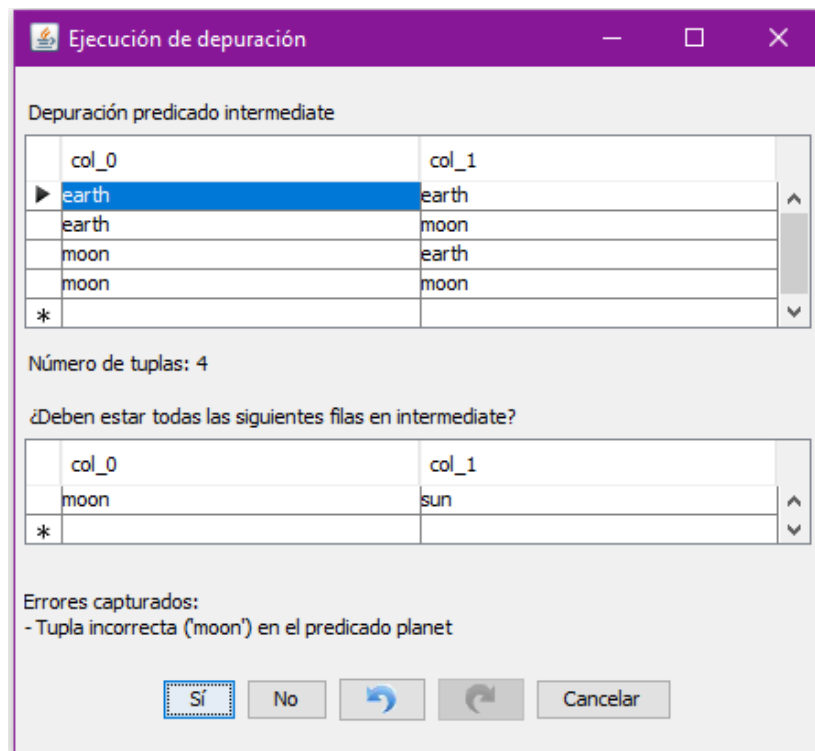 Ejecución de depuración
Depuración predicado intermediate
col_0 col_1
earth earth
earth moon
moon earth
moon moon
*
Número de tuplas: 4
¿Deben estar todas las siguientes filas en intermediate?
col_0 col_1
moon sun
*
Errores capturados:
- Tupla incorrecta ('moon') en el predicado planet
Sí No Cancelar